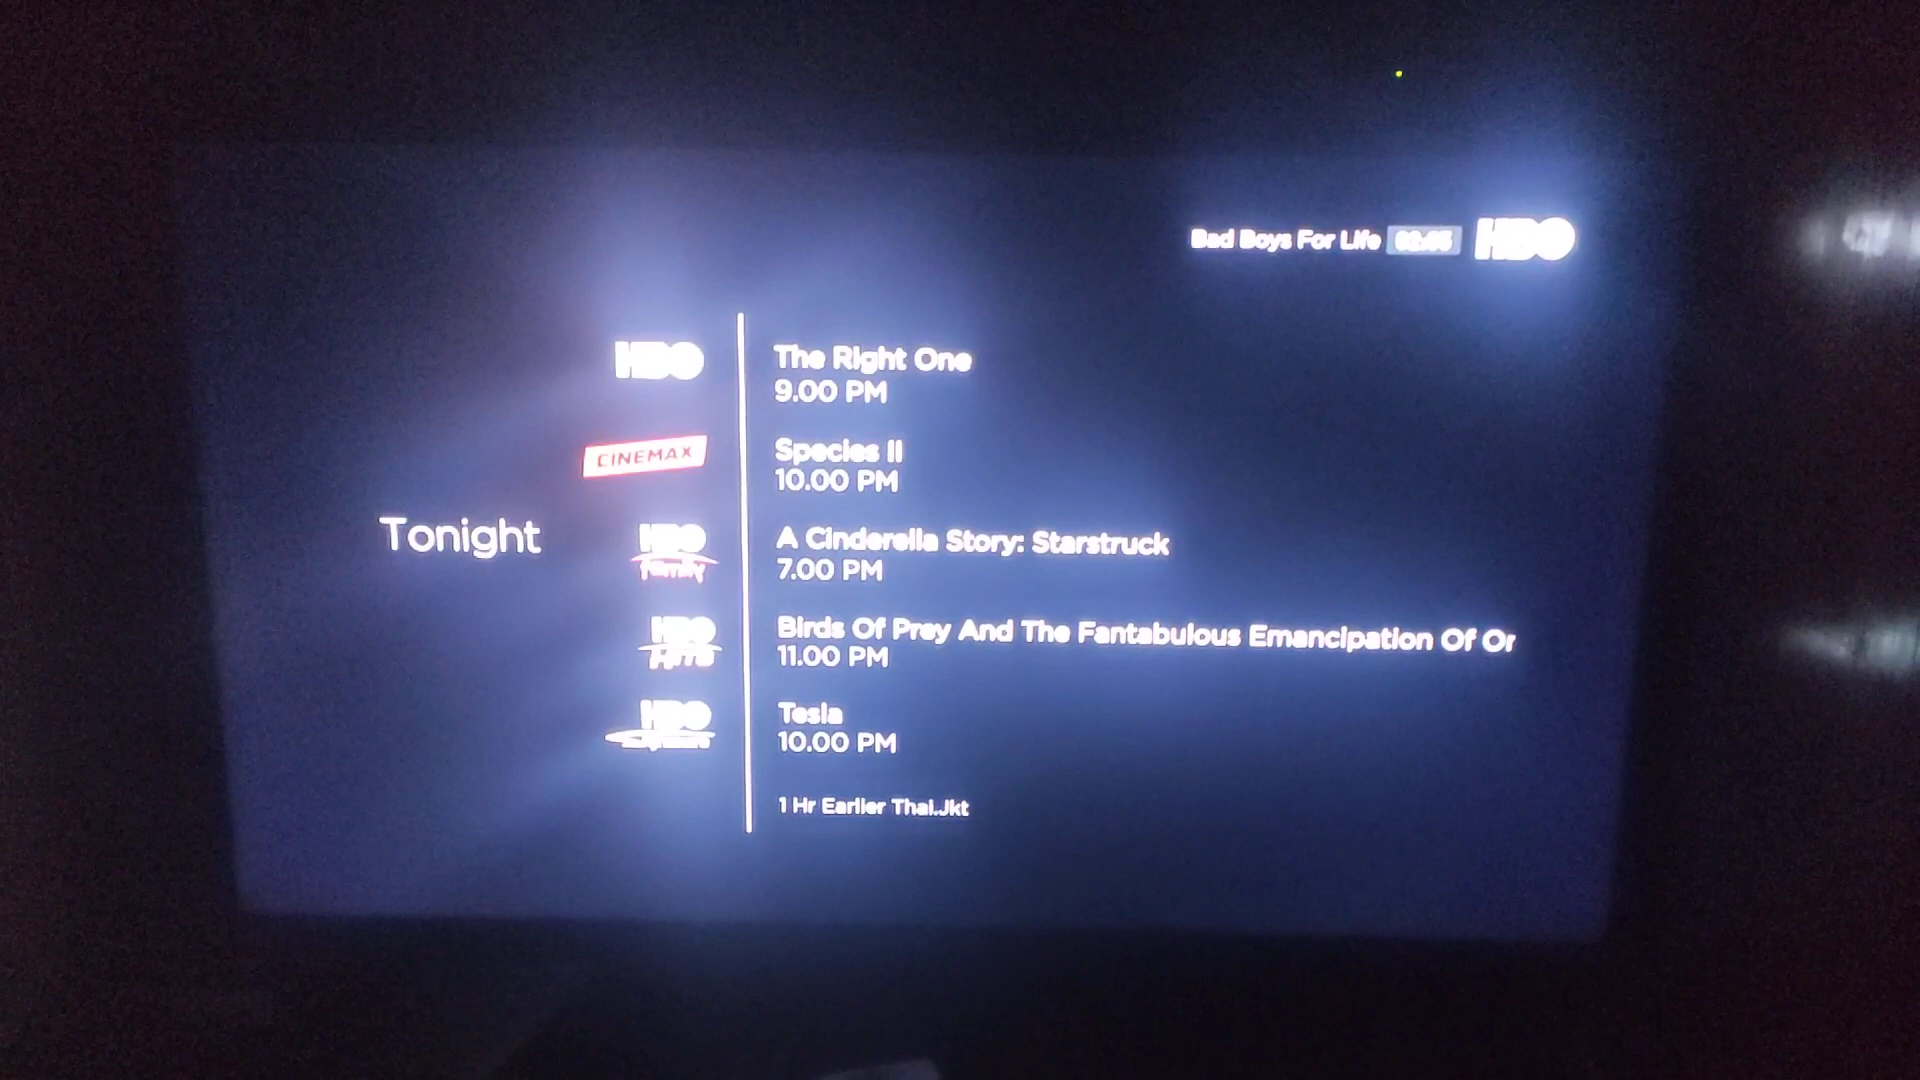 Bad Boys For Life HBO
HBO
The Right One
9.00 PM
CINEMAX
Species II
10.00 PM
Tonight
HBO
Family
A Cinderella Story: Starstruck
7.00 PM
HBO
Birds Of Prey And The Fantabulous Emancipation Of Or
11.00 PM
HBO
Tesla
10.00 PM
1 Hr Earlier Thai.Jkt